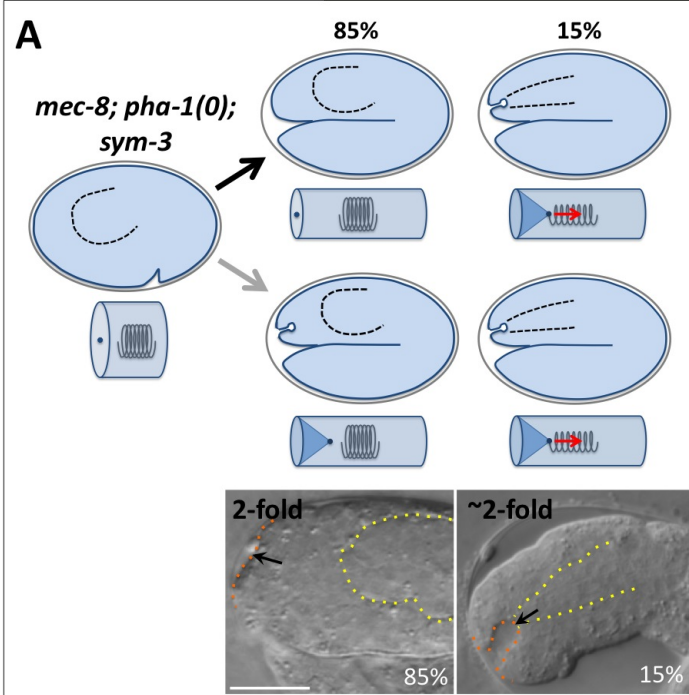 A
85%
15%
mec-8; pha-1(0);
sym-3
2-fold
~2-fold
85%
15%